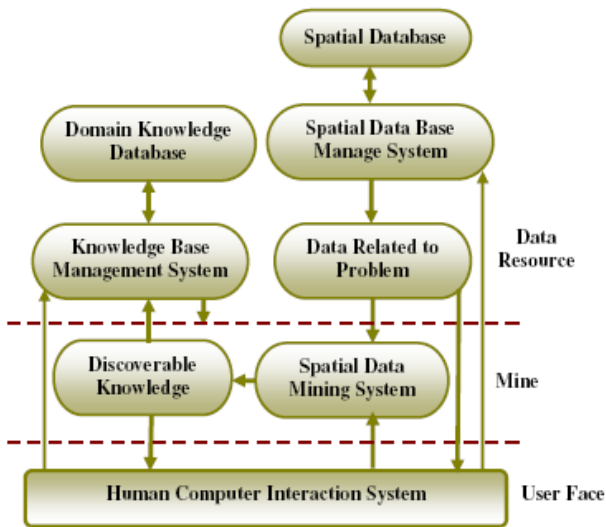 Spatial Database
Domain Knowledge
Database
Spatial Data Base
Manage System
Knowledge Base
Management System
Data Related to
Problem
Data
Resource
Discoverable
Knowledge
Spatial Data
Mining System
Mine
Human Computer Interaction System
User Face